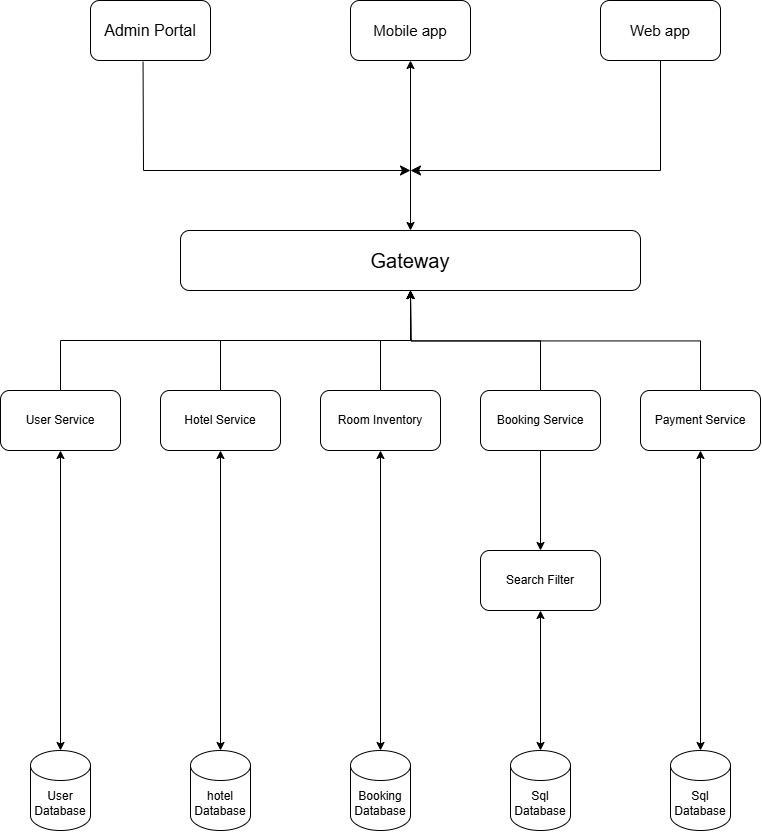 Admin Portal
Mobile app
Web app
Gateway
User Service
Hotel Service
Room Inventory
Booking Service
Payment Service
Search Filter
User
Database
hotel
Database
Booking
Database
Sql
Database
Sql
Database